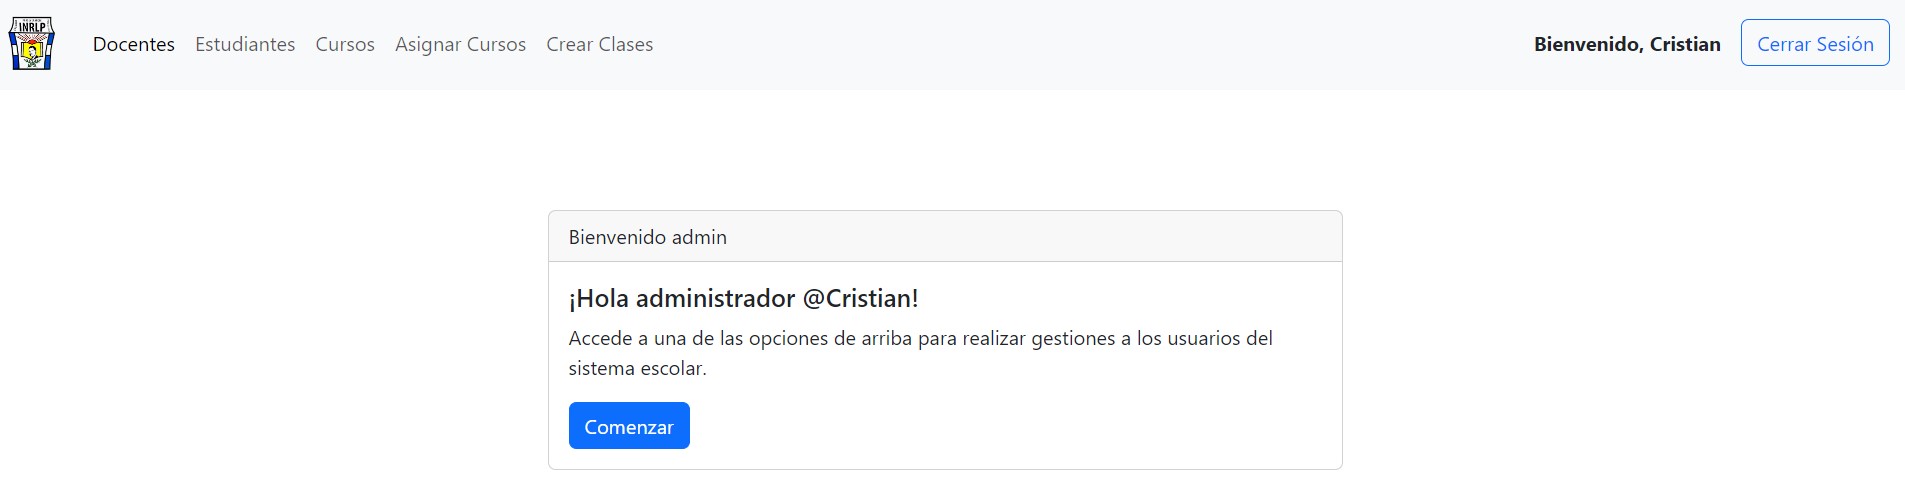 INRLP
Docentes Estudiantes Cursos Asignar Cursos Crear Clases Bienvenido, Cristian Cerrar Sesión
Bienvenido admin
¡Hola administrador @Cristian!
Accede a una de las opciones de arriba para realizar gestiones a los usuarios del
sistema escolar.
Comenzar